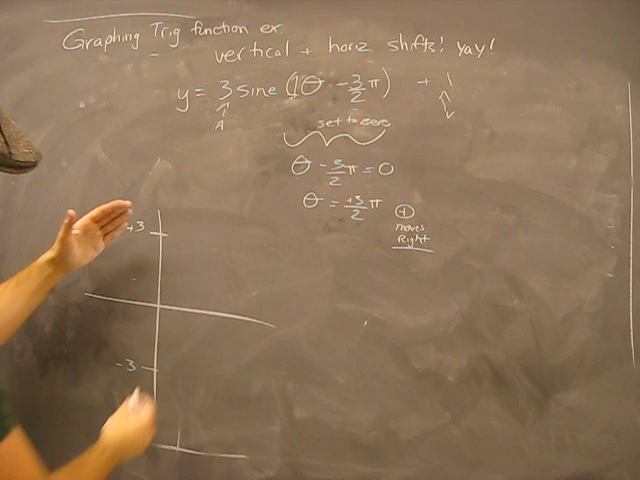 Graphing Trig function ex.
vertical + horiz shifts! yay!
y = 3 sine (1θ - 3/2 π) + 1
A
V
set to zero
θ - 3/2 π = 0
θ = +3/2 π
+
moves
Right
+3
-3